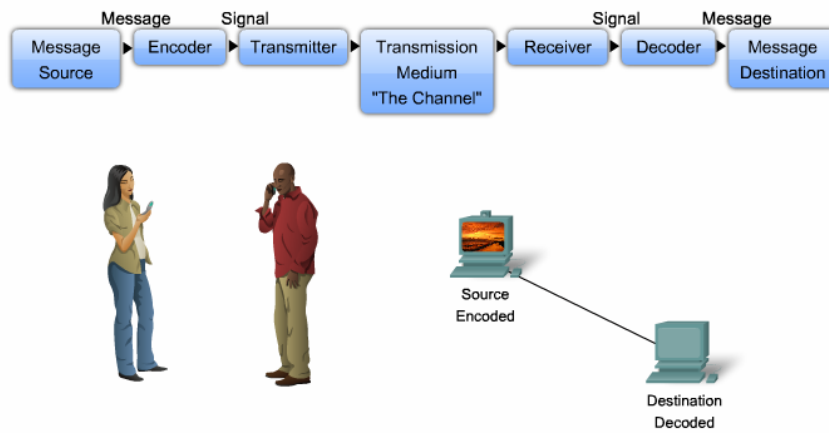 Message
Signal
Signal
Message
Message
Source
Encoder
Transmitter
Transmission
Medium
"The Channel"
Receiver
Decoder
Message
Destination
Source
Encoded
Destination
Decoded